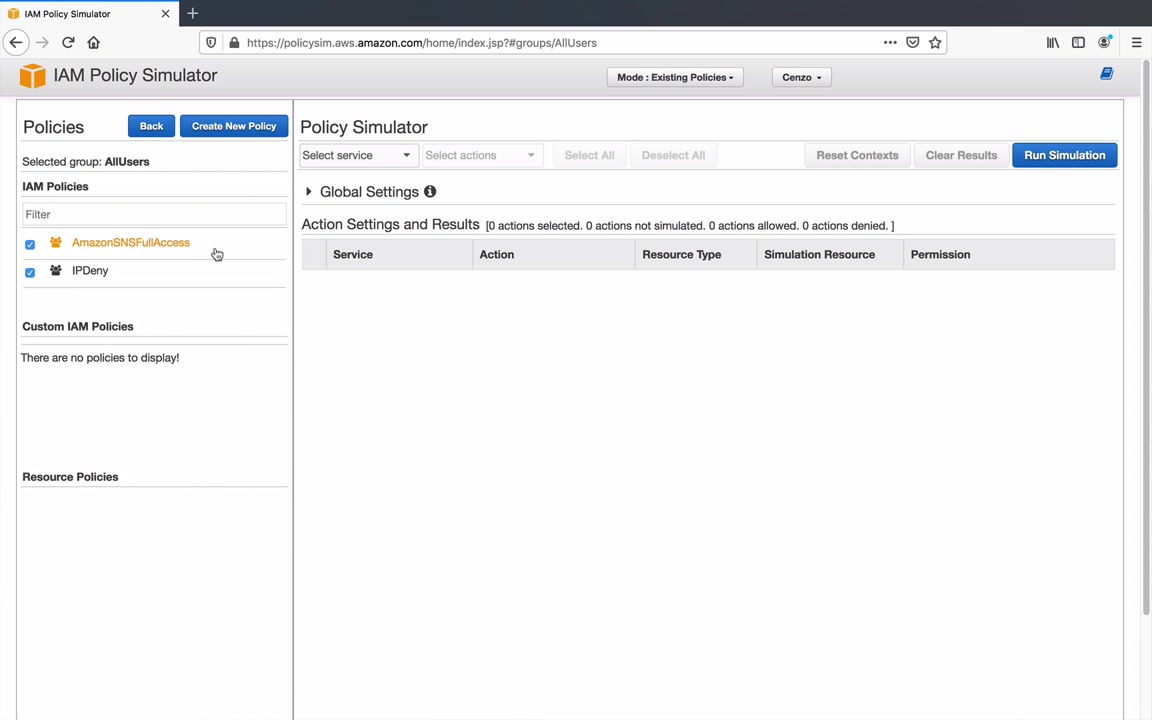 IAM Policy Simulator
https://policysim.aws.amazon.com/home/index.jsp?#groups/AllUsers
IAM Policy Simulator
Mode : Existing Policies
Cenzo
Policies
Back
Create New Policy
Selected group: AllUsers
IAM Policies
Filter
AmazonSNSFullAccess
IPDeny
Custom IAM Policies
There are no policies to display!
Resource Policies
Policy Simulator
Select service
Select actions
Select All
Deselect All
Reset Contexts
Clear Results
Run Simulation
Global Settings
Action Settings and Results [0 actions selected. 0 actions not simulated. 0 actions allowed. 0 actions denied. ]
Service Action Resource Type Simulation Resource Permission